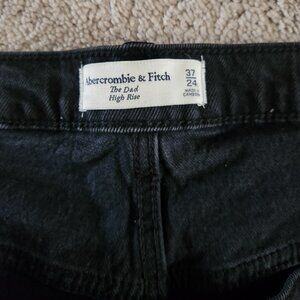 Abercrombie & Fitch
The Dad
High Rise
37
24
MADE IN
CAMBODIA